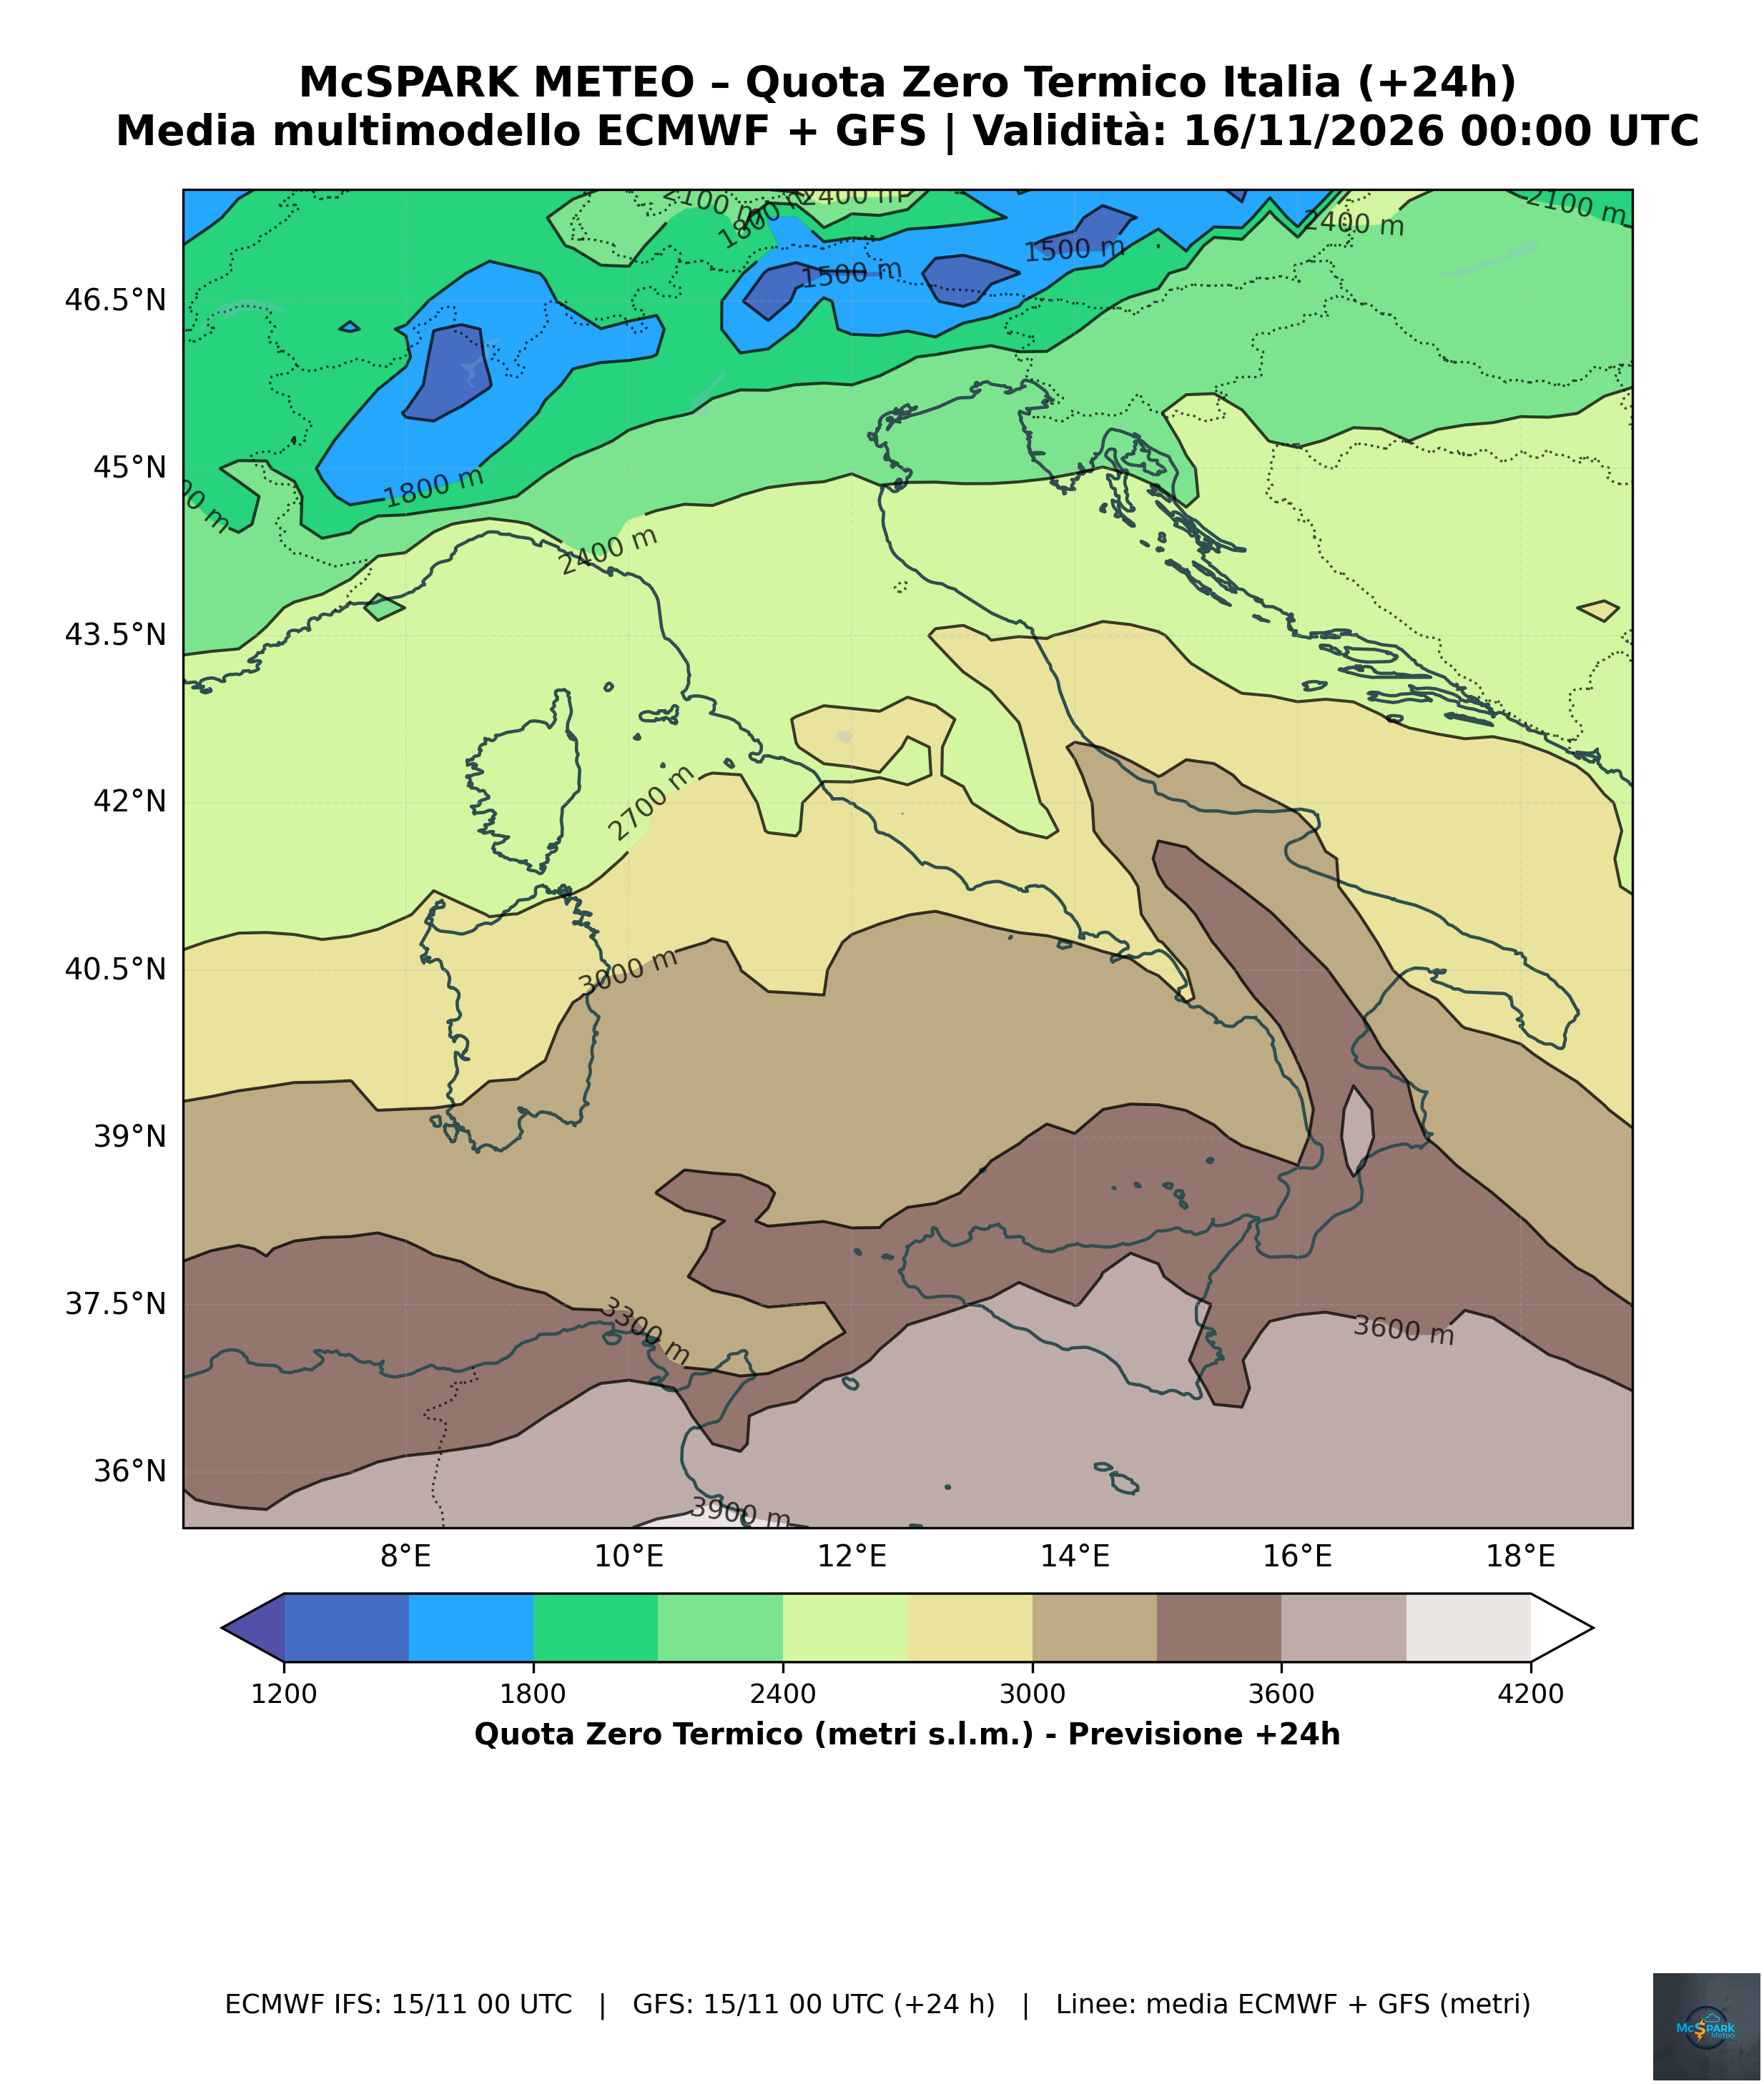 McSPARK METEO – Quota Zero Termico Italia (+24h)
Media multimodello ECMWF + GFS | Validità: 16/11/2026 00:00 UTC
2100 m
2400 m
1800 m
2400 m
2100 m
1500 m
1500 m
46.5°N
45°N
1800 m
00 m
2400 m
43.5°N
42°N
2700 m
40.5°N
3000 m
39°N
37.5°N
3300 m
3600 m
36°N
3900 m
8°E 10°E 12°E 14°E 16°E 18°E
1200 1800 2400 3000 3600 4200
Quota Zero Termico (metri s.l.m.) - Previsione +24h
ECMWF IFS: 15/11 00 UTC | GFS: 15/11 00 UTC (+24 h) | Linee: media ECMWF + GFS (metri)
McSPARK
Meteo